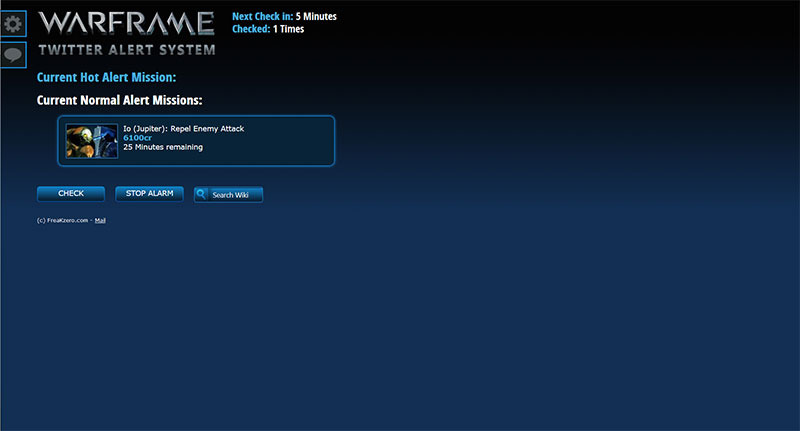 WARFRAME
TWITTER ALERT SYSTEM
Next Check in: 5 Minutes
Checked: 1 Times
Current Hot Alert Mission:
Current Normal Alert Missions:
Io (Jupiter): Repel Enemy Attack
6100cr
25 Minutes remaining
CHECK
STOP ALARM
Search Wiki
(c) FreaKzero.com - Mail